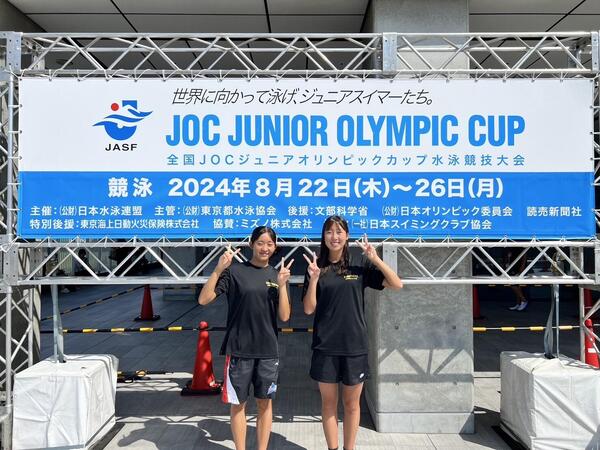 世界に向かって泳げ、ジュニアスイマーたち。
JASF
JOC JUNIOR OLYMPIC CUP
全国JOCジュニアオリンピックカップ水泳競技大会
競泳 2024年8月22日(木)～26日(月)
主催：(公財)日本水泳連盟 主管：(公財)東京都水泳協会 後援：文部科学省 (公財)日本オリンピック委員会 読売新聞社
特別後援：東京海上日動火災保険株式会社 協賛：ミズノ株式会社 (一社)日本スイミングクラブ協会